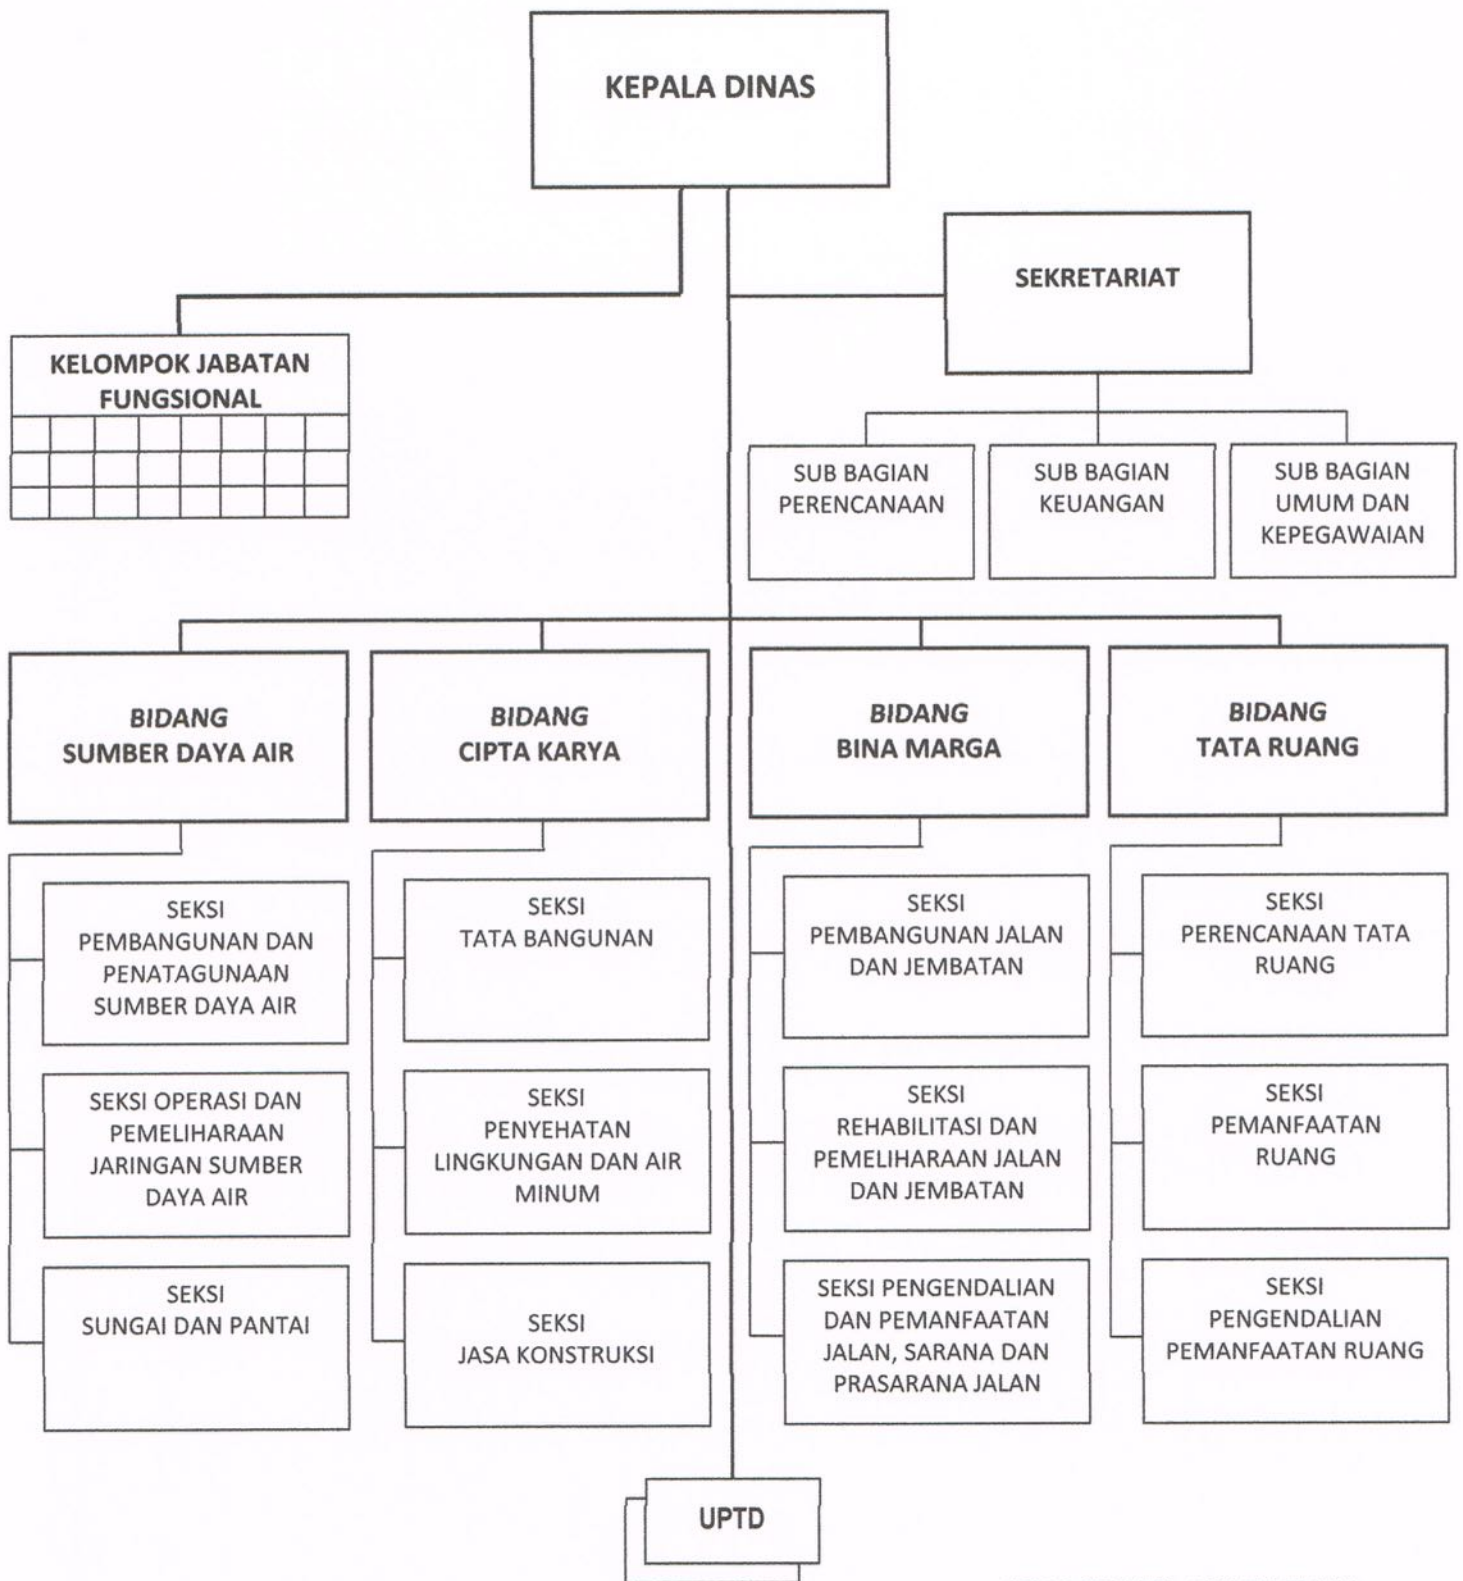 KEPALA DINAS
SEKRETARIAT
KELOMPOK JABATAN
FUNGSIONAL
SUB BAGIAN
PERENCANAAN
SUB BAGIAN
KEUANGAN
SUB BAGIAN
UMUM DAN
KEPEGAWAIAN
BIDANG
SUMBER DAYA AIR
BIDANG
CIPTA KARYA
BIDANG
BINA MARGA
BIDANG
TATA RUANG
SEKSI
PEMBANGUNAN DAN
PENATAGUNAAN
SUMBER DAYA AIR
SEKSI
TATA BANGUNAN
SEKSI
PEMBANGUNAN JALAN
DAN JEMBATAN
SEKSI
PERENCANAAN TATA
RUANG
SEKSI OPERASI DAN
PEMELIHARAAN
JARINGAN SUMBER
DAYA AIR
SEKSI
PENYEHATAN
LINGKUNGAN DAN AIR
MINUM
SEKSI
REHABILITASI DAN
PEMELIHARAAN JALAN
DAN JEMBATAN
SEKSI
PEMANFAATAN
RUANG
SEKSI
SUNGAI DAN PANTAI
SEKSI
JASA KONSTRUKSI
SEKSI PENGENDALIAN
DAN PEMANFAATAN
JALAN, SARANA DAN
PRASARANA JALAN
SEKSI
PENGENDALIAN
PEMANFAATAN RUANG
UPTD